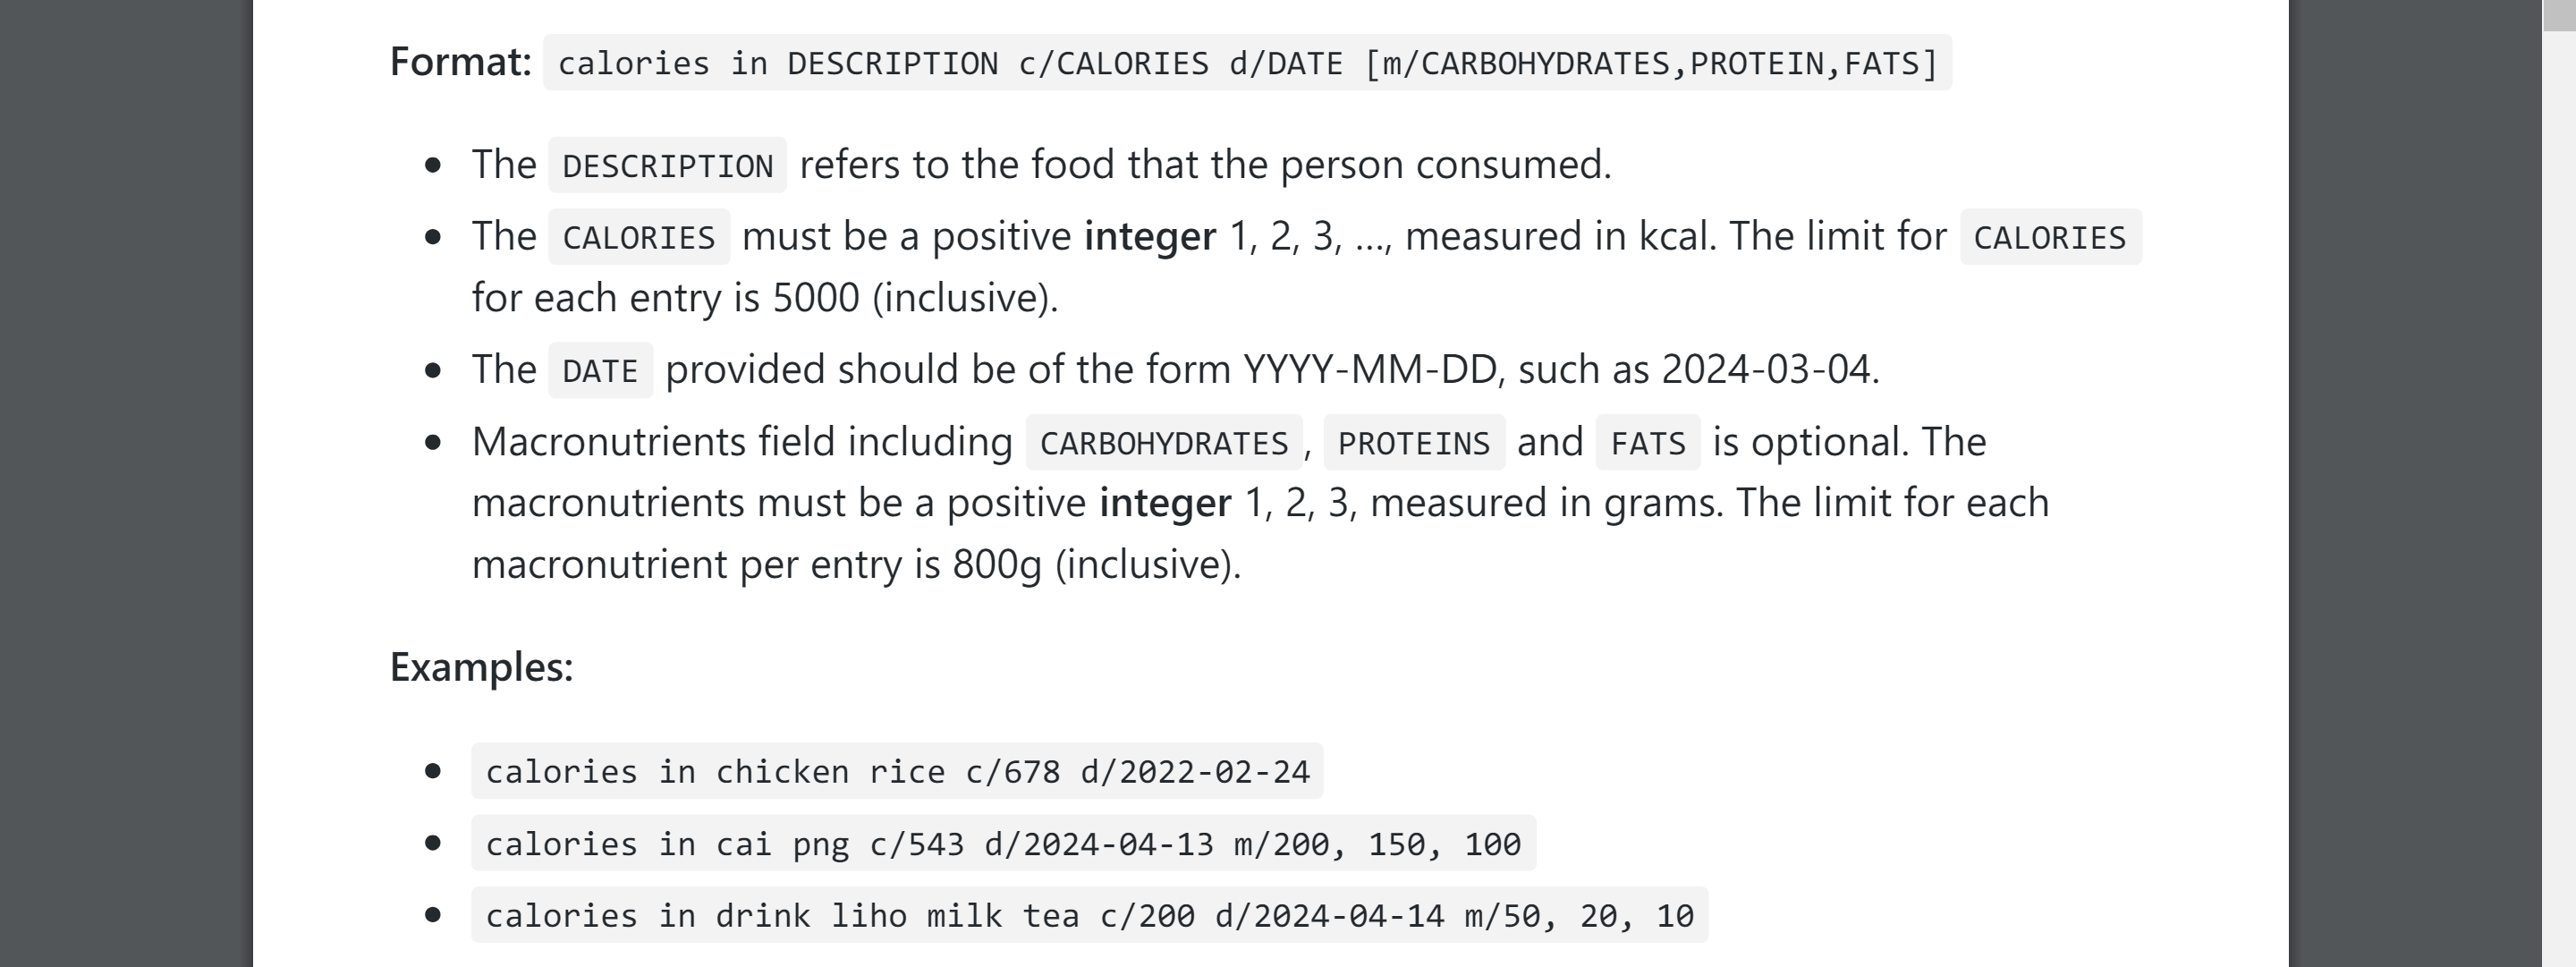 Format: calories in DESCRIPTION c/CALORIES d/DATE [m/CARBOHYDRATES,PROTEIN,FATS]
• The DESCRIPTION refers to the food that the person consumed.
• The CALORIES must be a positive integer 1, 2, 3, …, measured in kcal. The limit for CALORIES
for each entry is 5000 (inclusive).
• The DATE provided should be of the form YYYY-MM-DD, such as 2024-03-04.
• Macronutrients field including CARBOHYDRATES, PROTEINS and FATS is optional. The
macronutrients must be a positive integer 1, 2, 3, measured in grams. The limit for each
macronutrient per entry is 800g (inclusive).
Examples:
• calories in chicken rice c/678 d/2022-02-24
• calories in cai png c/543 d/2024-04-13 m/200, 150, 100
• calories in drink liho milk tea c/200 d/2024-04-14 m/50, 20, 10